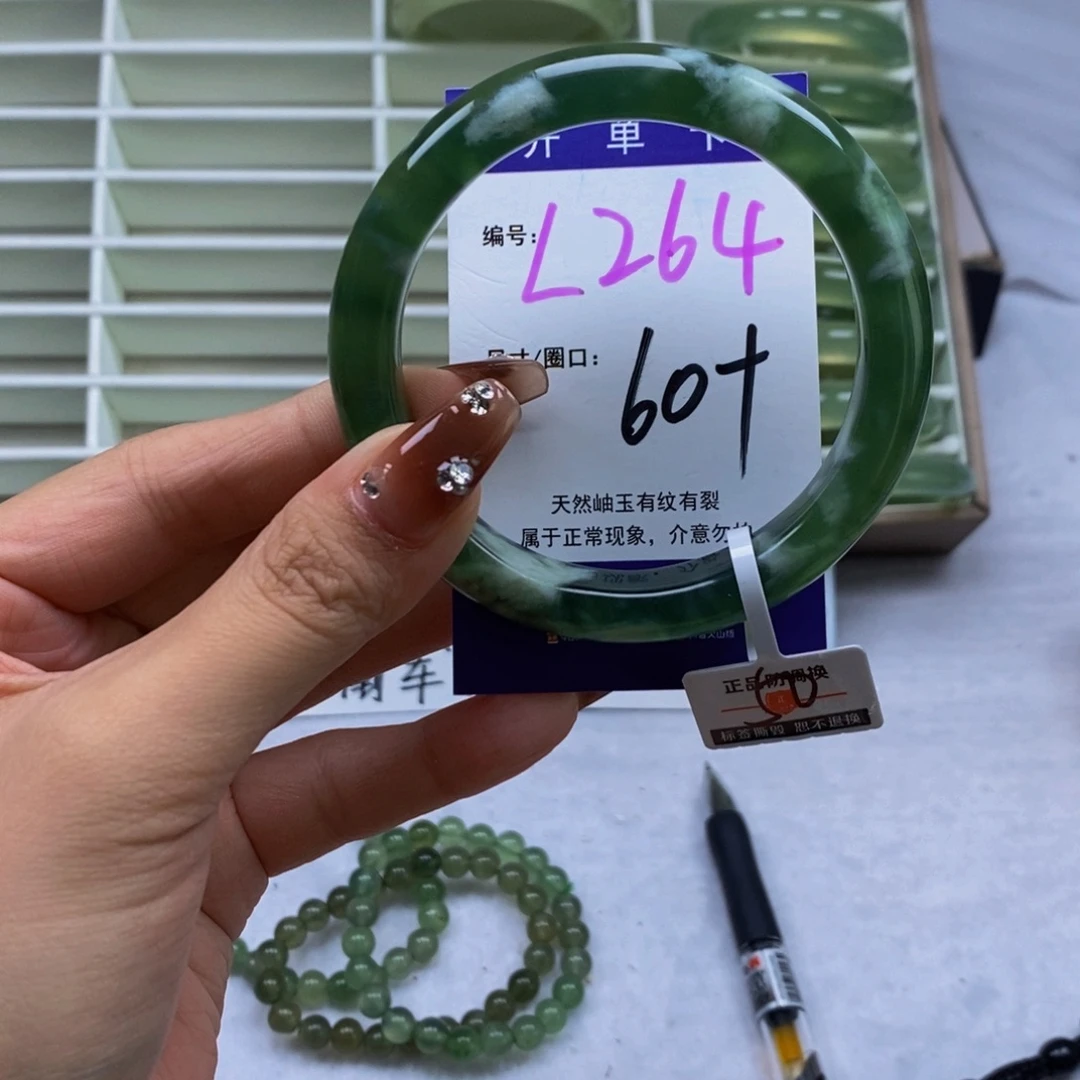 开单卡
编号: L264
尺寸/圈口: 60+
天然岫玉有纹有裂
属于正常现象，介意勿拍
正品防调换
50
标签撕毁 恕不退换